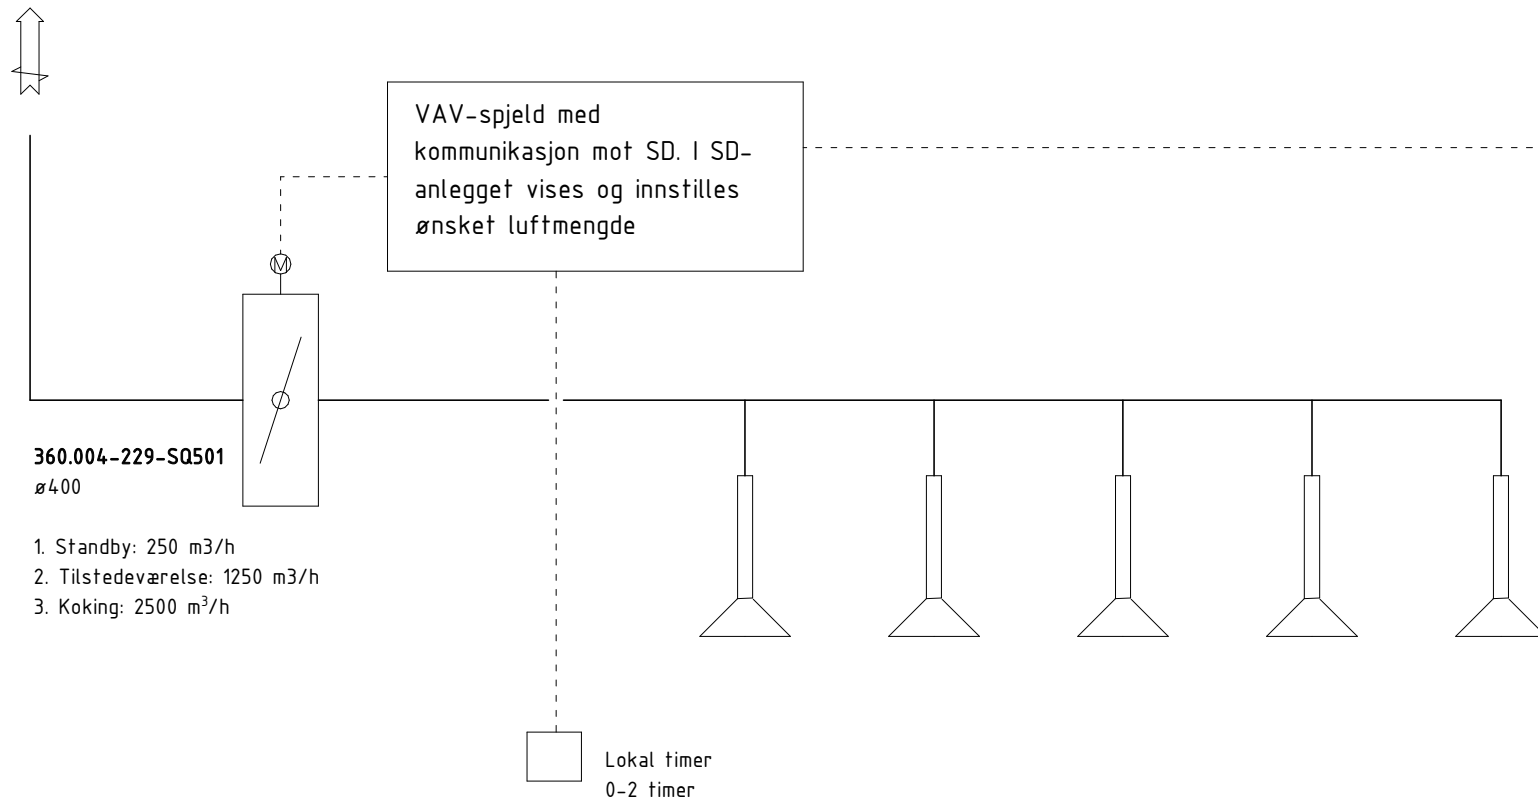 VAV-spjeld med
kommunikasjon mot SD. I SD-
anlegget vises og innstilles
ønsket luftmengde
M
360.004-229-SQ501
ø400
1. Standby: 250 m3/h
2. Tilstedeværelse: 1250 m3/h
3. Koking: 2500 m³/h
Lokal timer
0-2 timer